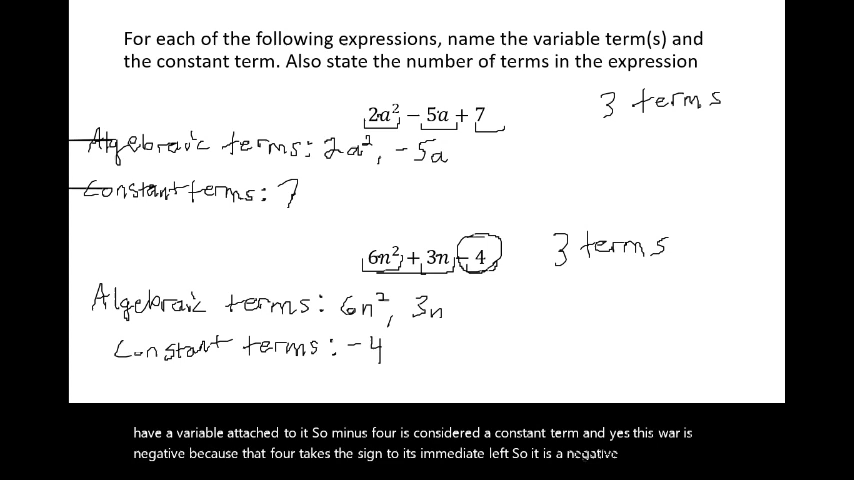 For each of the following expressions, name the variable term(s) and
the constant term. Also state the number of terms in the expression
2a² − 5a + 7
3 terms
Algebraic terms: 2a², -5a
Constant terms: 7
6n² + 3n − 4
3 terms
Algebraic terms: 6n², 3n
Constant terms: -4
have a variable attached to it So minus four is considered a constant term and yes this war is
negative because that four takes the sign to its immediate left So it is a negative